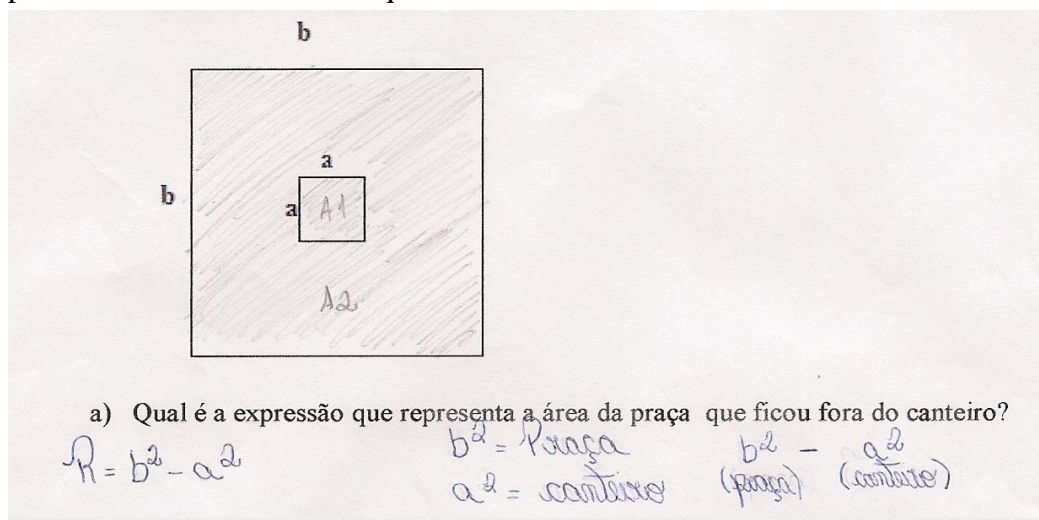 b
a
b
a A1
A2
a) Qual é a expressão que representa a área da praça que ficou fora do canteiro?
R = b² - a²
b² = Praça
a² = canteiro
b² - a²
(praça) (canteiro)